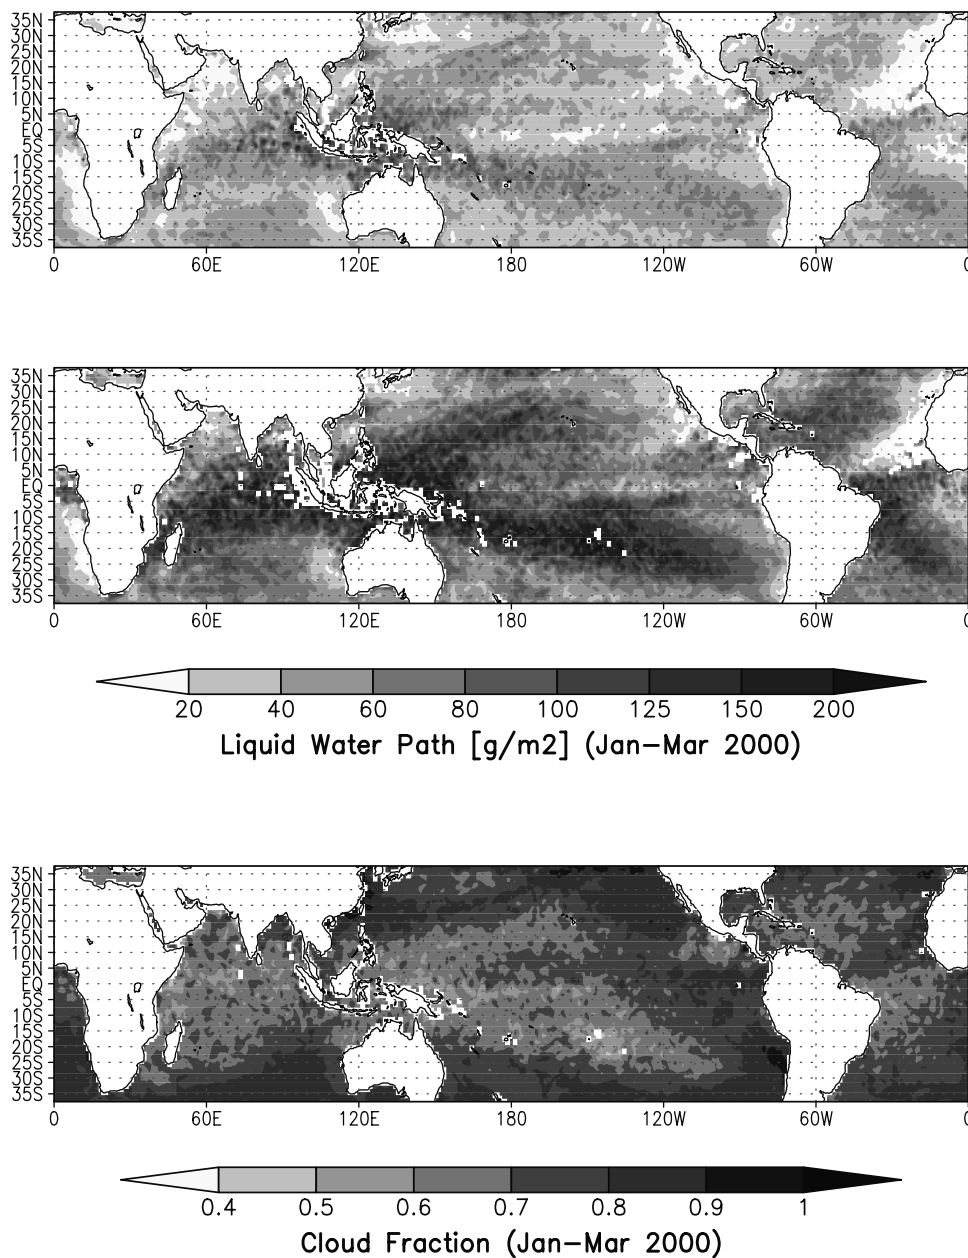 35N
30N
25N
20N
15N
10N
5N
EQ
5S
10S
15S
20S
25S
30S
35S
0 60E 120E 180 120W 60W 0
35N
30N
25N
20N
15N
10N
5N
EQ
5S
10S
15S
20S
25S
30S
35S
0 60E 120E 180 120W 60W 0
20 40 60 80 100 125 150 200
Liquid Water Path [g/m2] (Jan-Mar 2000)
35N
30N
25N
20N
15N
10N
5N
EQ
5S
10S
15S
20S
25S
30S
35S
0 60E 120E 180 120W 60W 0
0.4 0.5 0.6 0.7 0.8 0.9 1
Cloud Fraction (Jan-Mar 2000)